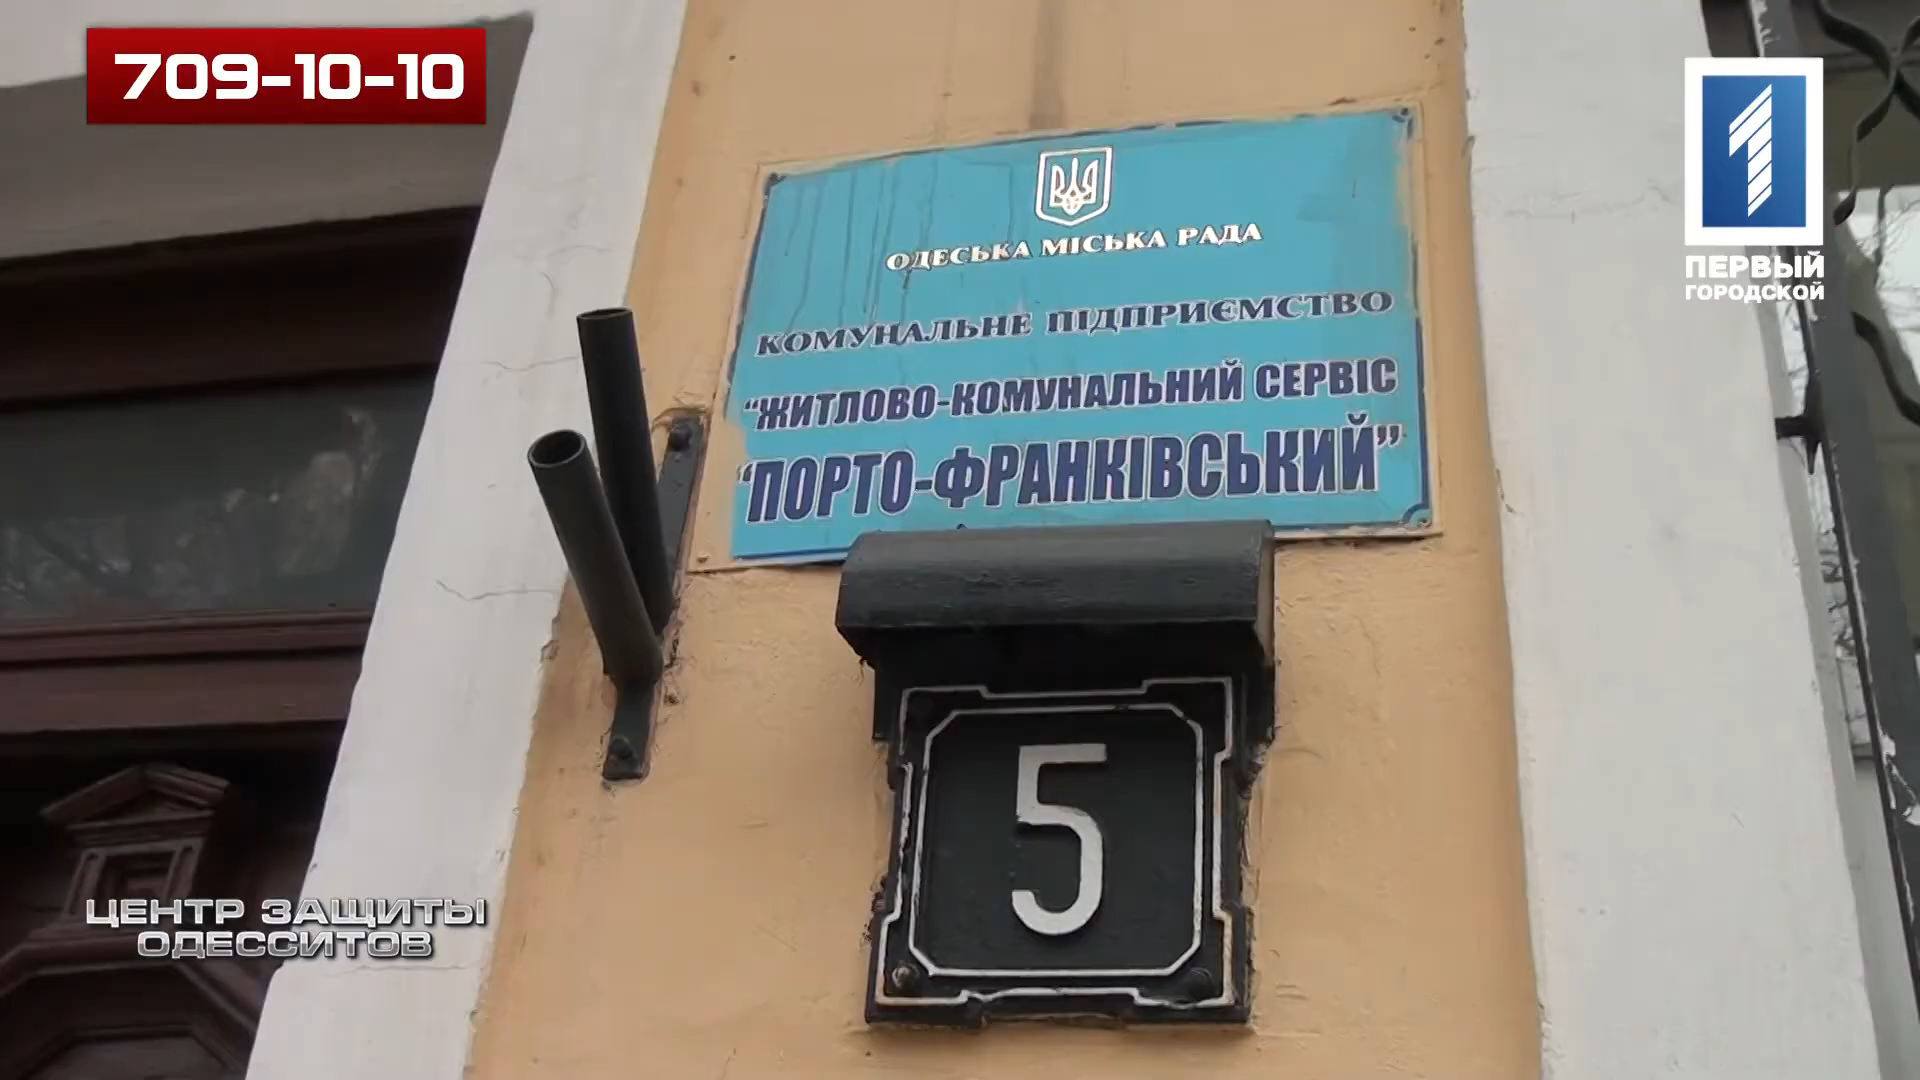 709-10-10
ПЕРВЫЙ
ГОРОДСКОЙ
ОДЕСЬКА МІСЬКА РАДА
КОМУНАЛЬНЕ ПІДПРИЄМСТВО
“ЖИТЛОВО-КОМУНАЛЬНИЙ СЕРВІС
“ПОРТО-ФРАНКІВСЬКИЙ”
5
ЦЕНТР ЗАЩИТЫ
ОДЕССИТОВ